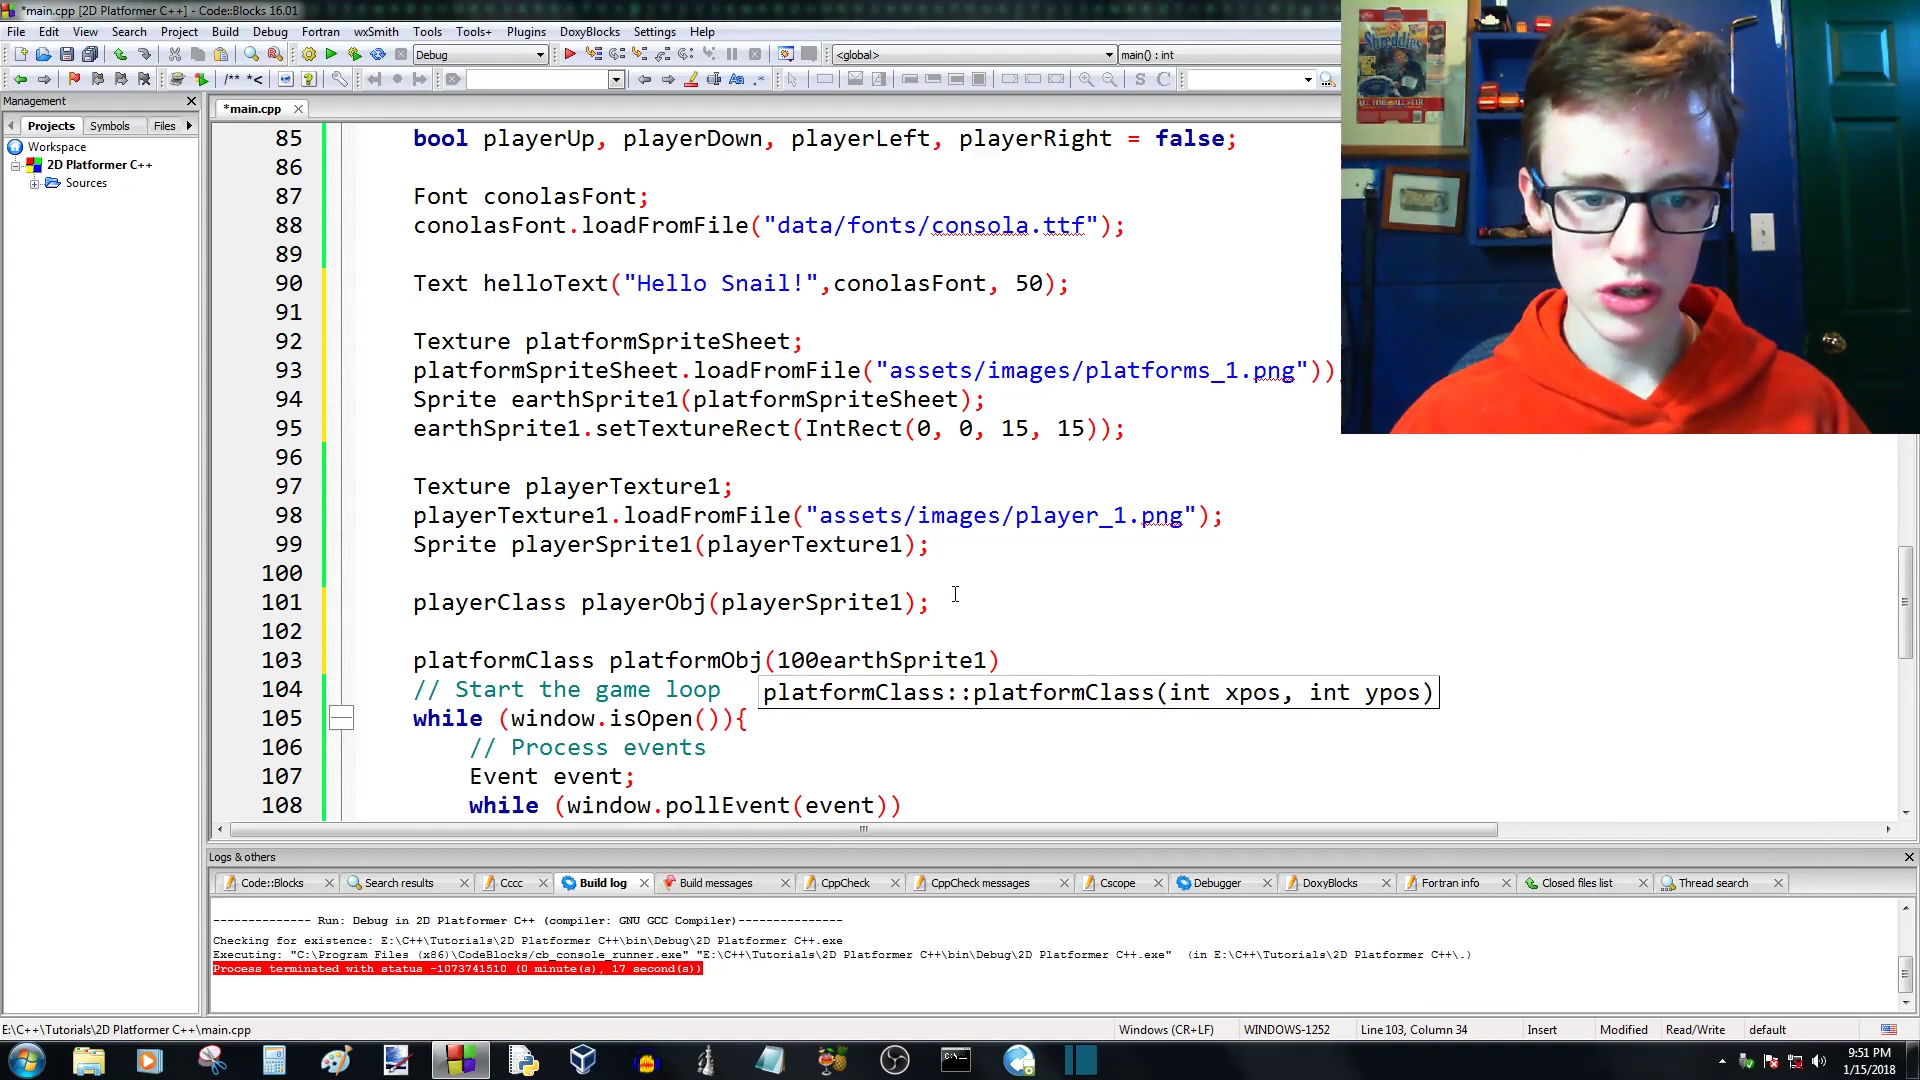 *main.cpp [2D Platformer C++] - Code::Blocks 16.01
File Edit View Search Project Build Debug Fortran wxSmith Tools Tools+ Plugins DoxyBlocks Settings Help
Debug <global> main() : int
/** *< Aa .* S C
Management
Projects Symbols Files
*main.cpp
Workspace
2D Platformer C++
Sources
85 bool playerUp, playerDown, playerLeft, playerRight = false;
86
87 Font conolasFont;
88 conolasFont.loadFromFile("data/fonts/consola.ttf");
89
90 Text helloText("Hello Snail!",conolasFont, 50);
91
92 Texture platformSpriteSheet;
93 platformSpriteSheet.loadFromFile("assets/images/platforms_1.png"))
94 Sprite earthSprite1(platformSpriteSheet);
95 earthSprite1.setTextureRect(IntRect(0, 0, 15, 15));
96
97 Texture playerTexture1;
98 playerTexture1.loadFromFile("assets/images/player_1.png");
99 Sprite playerSprite1(playerTexture1);
100
101 playerClass playerObj(playerSprite1);
102
103 platformClass platformObj(100earthSprite1)
104 // Start the game loop
platformClass::platformClass(int xpos, int ypos)
105 while (window.isOpen()){
106 // Process events
107 Event event;
108 while (window.pollEvent(event))
Shreddies
ALL TIME ALL STAR
Logs & others
Code::Blocks Search results Cccc Build log Build messages CppCheck CppCheck messages Cscope Debugger DoxyBlocks Fortran info Closed files list Thread search
-------------- Run: Debug in 2D Platformer C++ (compiler: GNU GCC Compiler)---------------
Checking for existence: E:\C++\Tutorials\2D Platformer C++\bin\Debug\2D Platformer C++.exe
Executing: "C:\Program Files (x86)\CodeBlocks/cb_console_runner.exe" "E:\C++\Tutorials\2D Platformer C++\bin\Debug\2D Platformer C++.exe" (in E:\C++\Tutorials\2D Platformer C++\.)
Process terminated with status -1073741510 (0 minute(s), 17 second(s))
E:\C++\Tutorials\2D Platformer C++\main.cpp Windows (CR+LF) WINDOWS-1252 Line 103, Column 34 Insert Modified Read/Write default
9:51 PM
1/15/2018